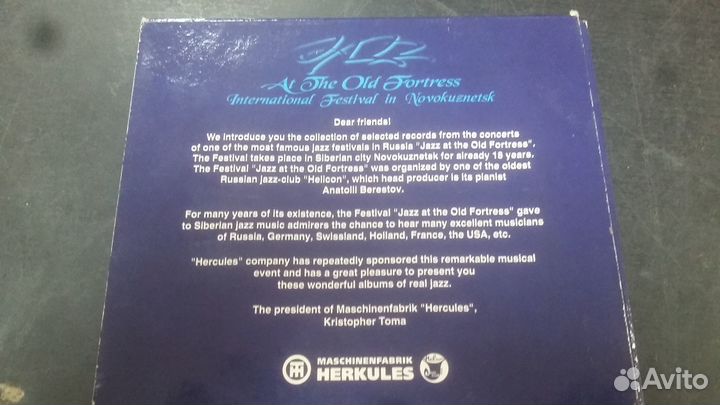 JAZZ
At The Old Fortress
International Festival in Novokuznetsk
Dear friends!
We introduce you the collection of selected records from the concerts
of one of the most famous jazz festivals in Russia "Jazz at the Old Fortress".
The Festival takes place in Siberian city Novokuznetek for already 18 years.
The Festival "Jazz at the Old Fortress" was organized by one of the oldest
Russian jazz-club "Helicon", which head producer is its pianist
Anatolii Berestov.
For many years of its existence, the Festival "Jazz at the Old Fortress" gave
to Siberian jazz music admirers the chance to hear many excellent musicians
of Russia, Germany, Swissland, Holland, France, the USA, etc.
"Hercules" company has repeatedly sponsored this remarkable musical
event and has a great pleasure to present you
these wonderful albums of real jazz.
The president of Maschinenfabrik "Hercules",
Kristopher Toma
MASCHINENFABRIK
HERKULES
Avito